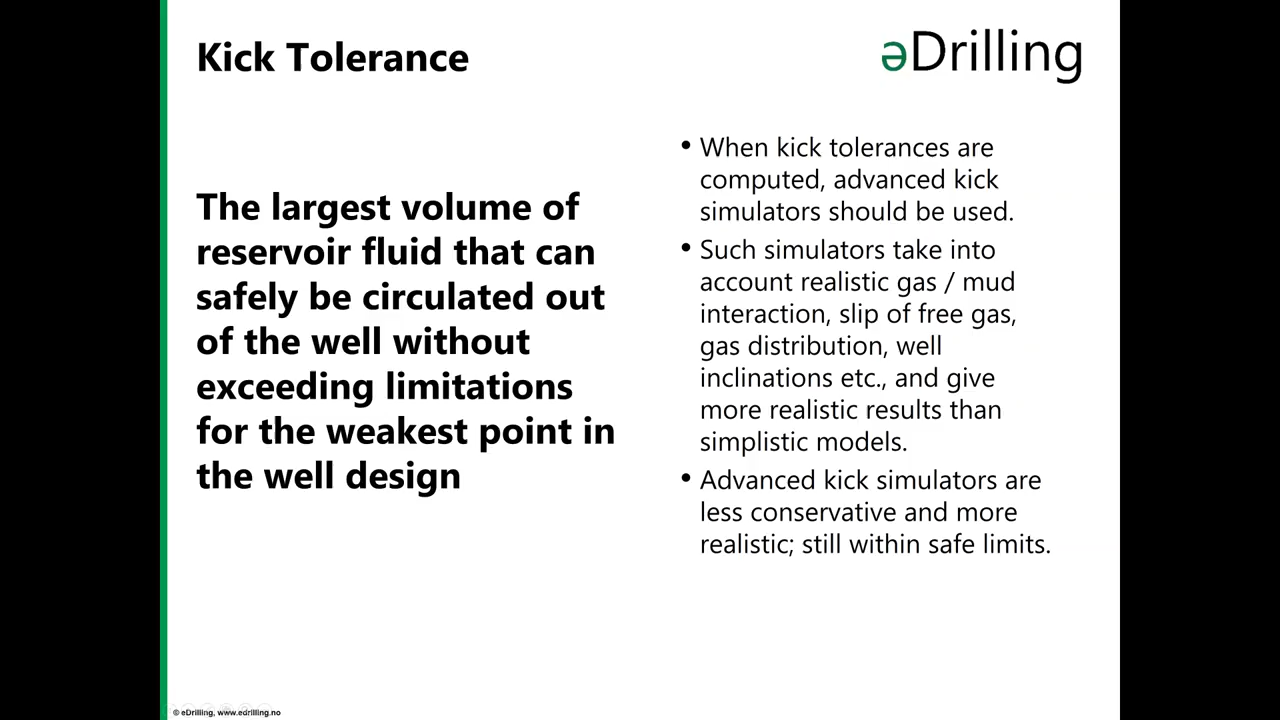 Kick Tolerance
əDrilling
The largest volume of
reservoir fluid that can
safely be circulated out
of the well without
exceeding limitations
for the weakest point in
the well design
• When kick tolerances are
computed, advanced kick
simulators should be used.
• Such simulators take into
account realistic gas / mud
interaction, slip of free gas,
gas distribution, well
inclinations etc., and give
more realistic results than
simplistic models.
• Advanced kick simulators are
less conservative and more
realistic; still within safe limits.
© eDrilling, www.edrilling.no